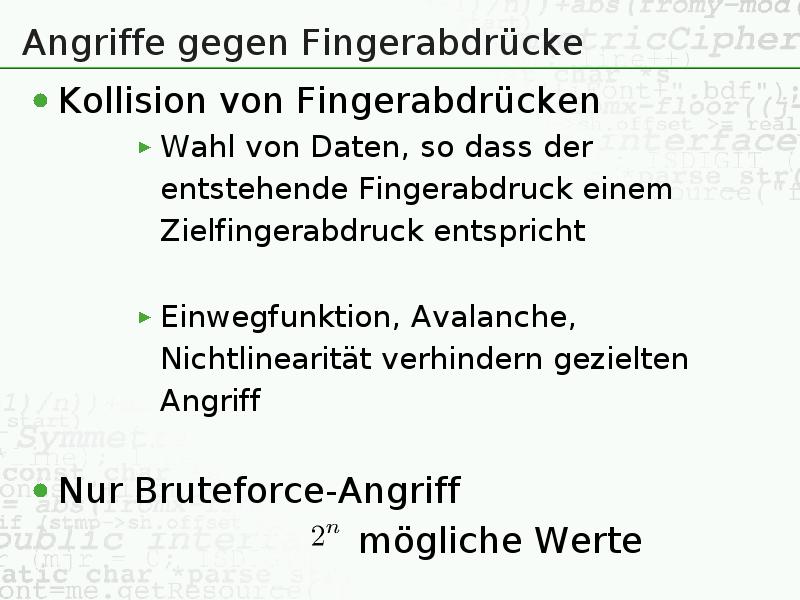 Angriffe gegen Fingerabdrücke
Kollision von Fingerabdrücken
Wahl von Daten, so dass der
entstehende Fingerabdruck einem
Zielfingerabdruck entspricht
Einwegfunktion, Avalanche,
Nichtlinearität verhindern gezielten
Angriff
Nur Bruteforce-Angriff
2^n mögliche Werte